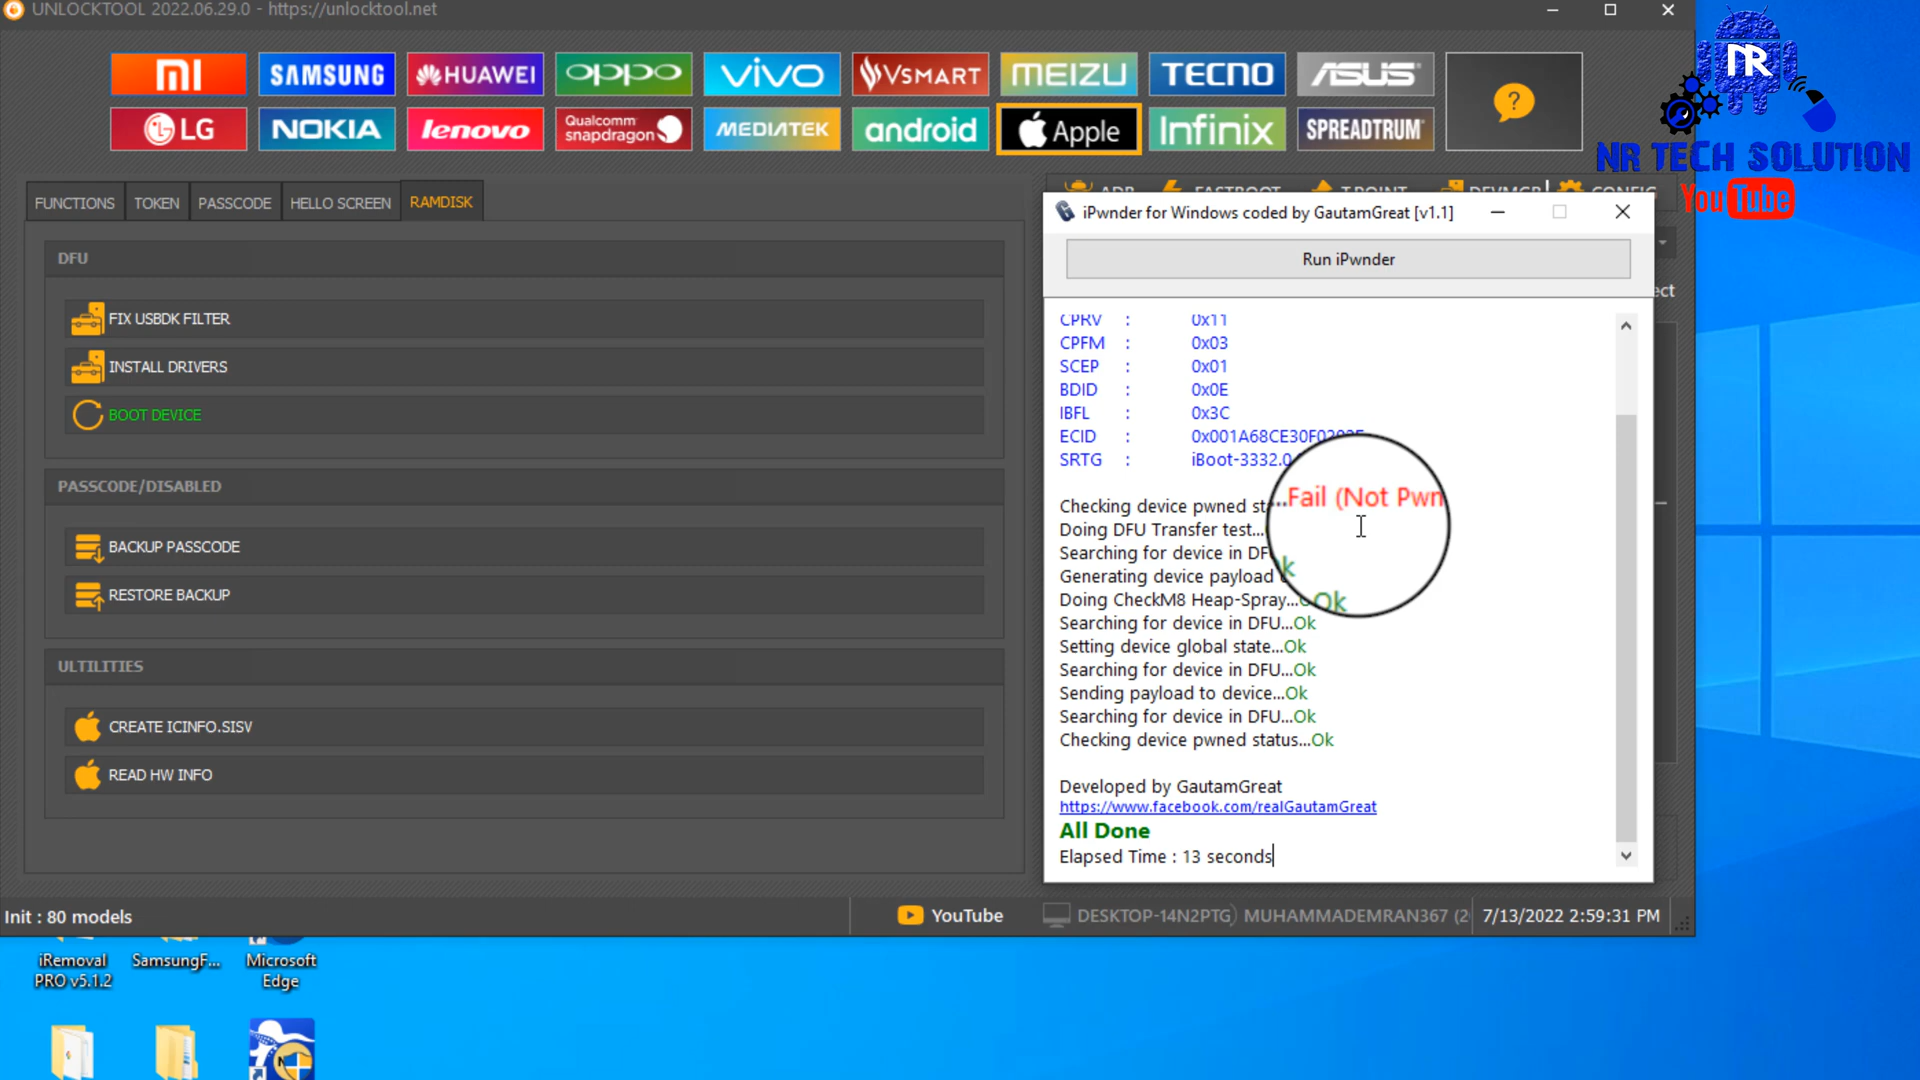 UNLOCKTOOL 2022.06.29.0 - https://unlocktool.net
mi SAMSUNG HUAWEI oppo vivo VSMART MEIZU TECNO ASUS ?
LG NOKIA lenovo Qualcomm snapdragon MEDIATEK android Apple Infinix SPREADTRUM
NR
NR TECH SOLUTION
YouTube
FUNCTIONS TOKEN PASSCODE HELLO SCREEN RAMDISK
ADB FASTBOOT T.POINT DEVMGR CONFIG
DFU
FIX USBDK FILTER
INSTALL DRIVERS
BOOT DEVICE
PASSCODE/DISABLED
BACKUP PASSCODE
RESTORE BACKUP
ULTILITIES
CREATE ICINFO.SISV
READ HW INFO
iPwnder for Windows coded by GautamGreat [v1.1]
Run iPwnder
ect
CPRV : 0x11
CPFM : 0x03
SCEP : 0x01
BDID : 0x0E
IBFL : 0x3C
ECID :
SRTG : iBoot-3332.0
Checking device pwned st...Fail (Not Pwn
Doing DFU Transfer test...
Searching for device in DF
Generating device payload
Doing CheckM8 Heap-Spray...Ok
Searching for device in DFU...Ok
Setting device global state...Ok
Searching for device in DFU...Ok
Sending payload to device...Ok
Searching for device in DFU...Ok
Checking device pwned status...Ok
Developed by GautamGreat
https://www.facebook.com/realGautamGreat
All Done
Elapsed Time : 13 seconds
Init : 80 models
YouTube
DESKTOP-14N2PTG) MUHAMMADEMRAN367 (2
7/13/2022 2:59:31 PM
iRemoval
PRO v5.1.2
SamsungF...
Microsoft
Edge